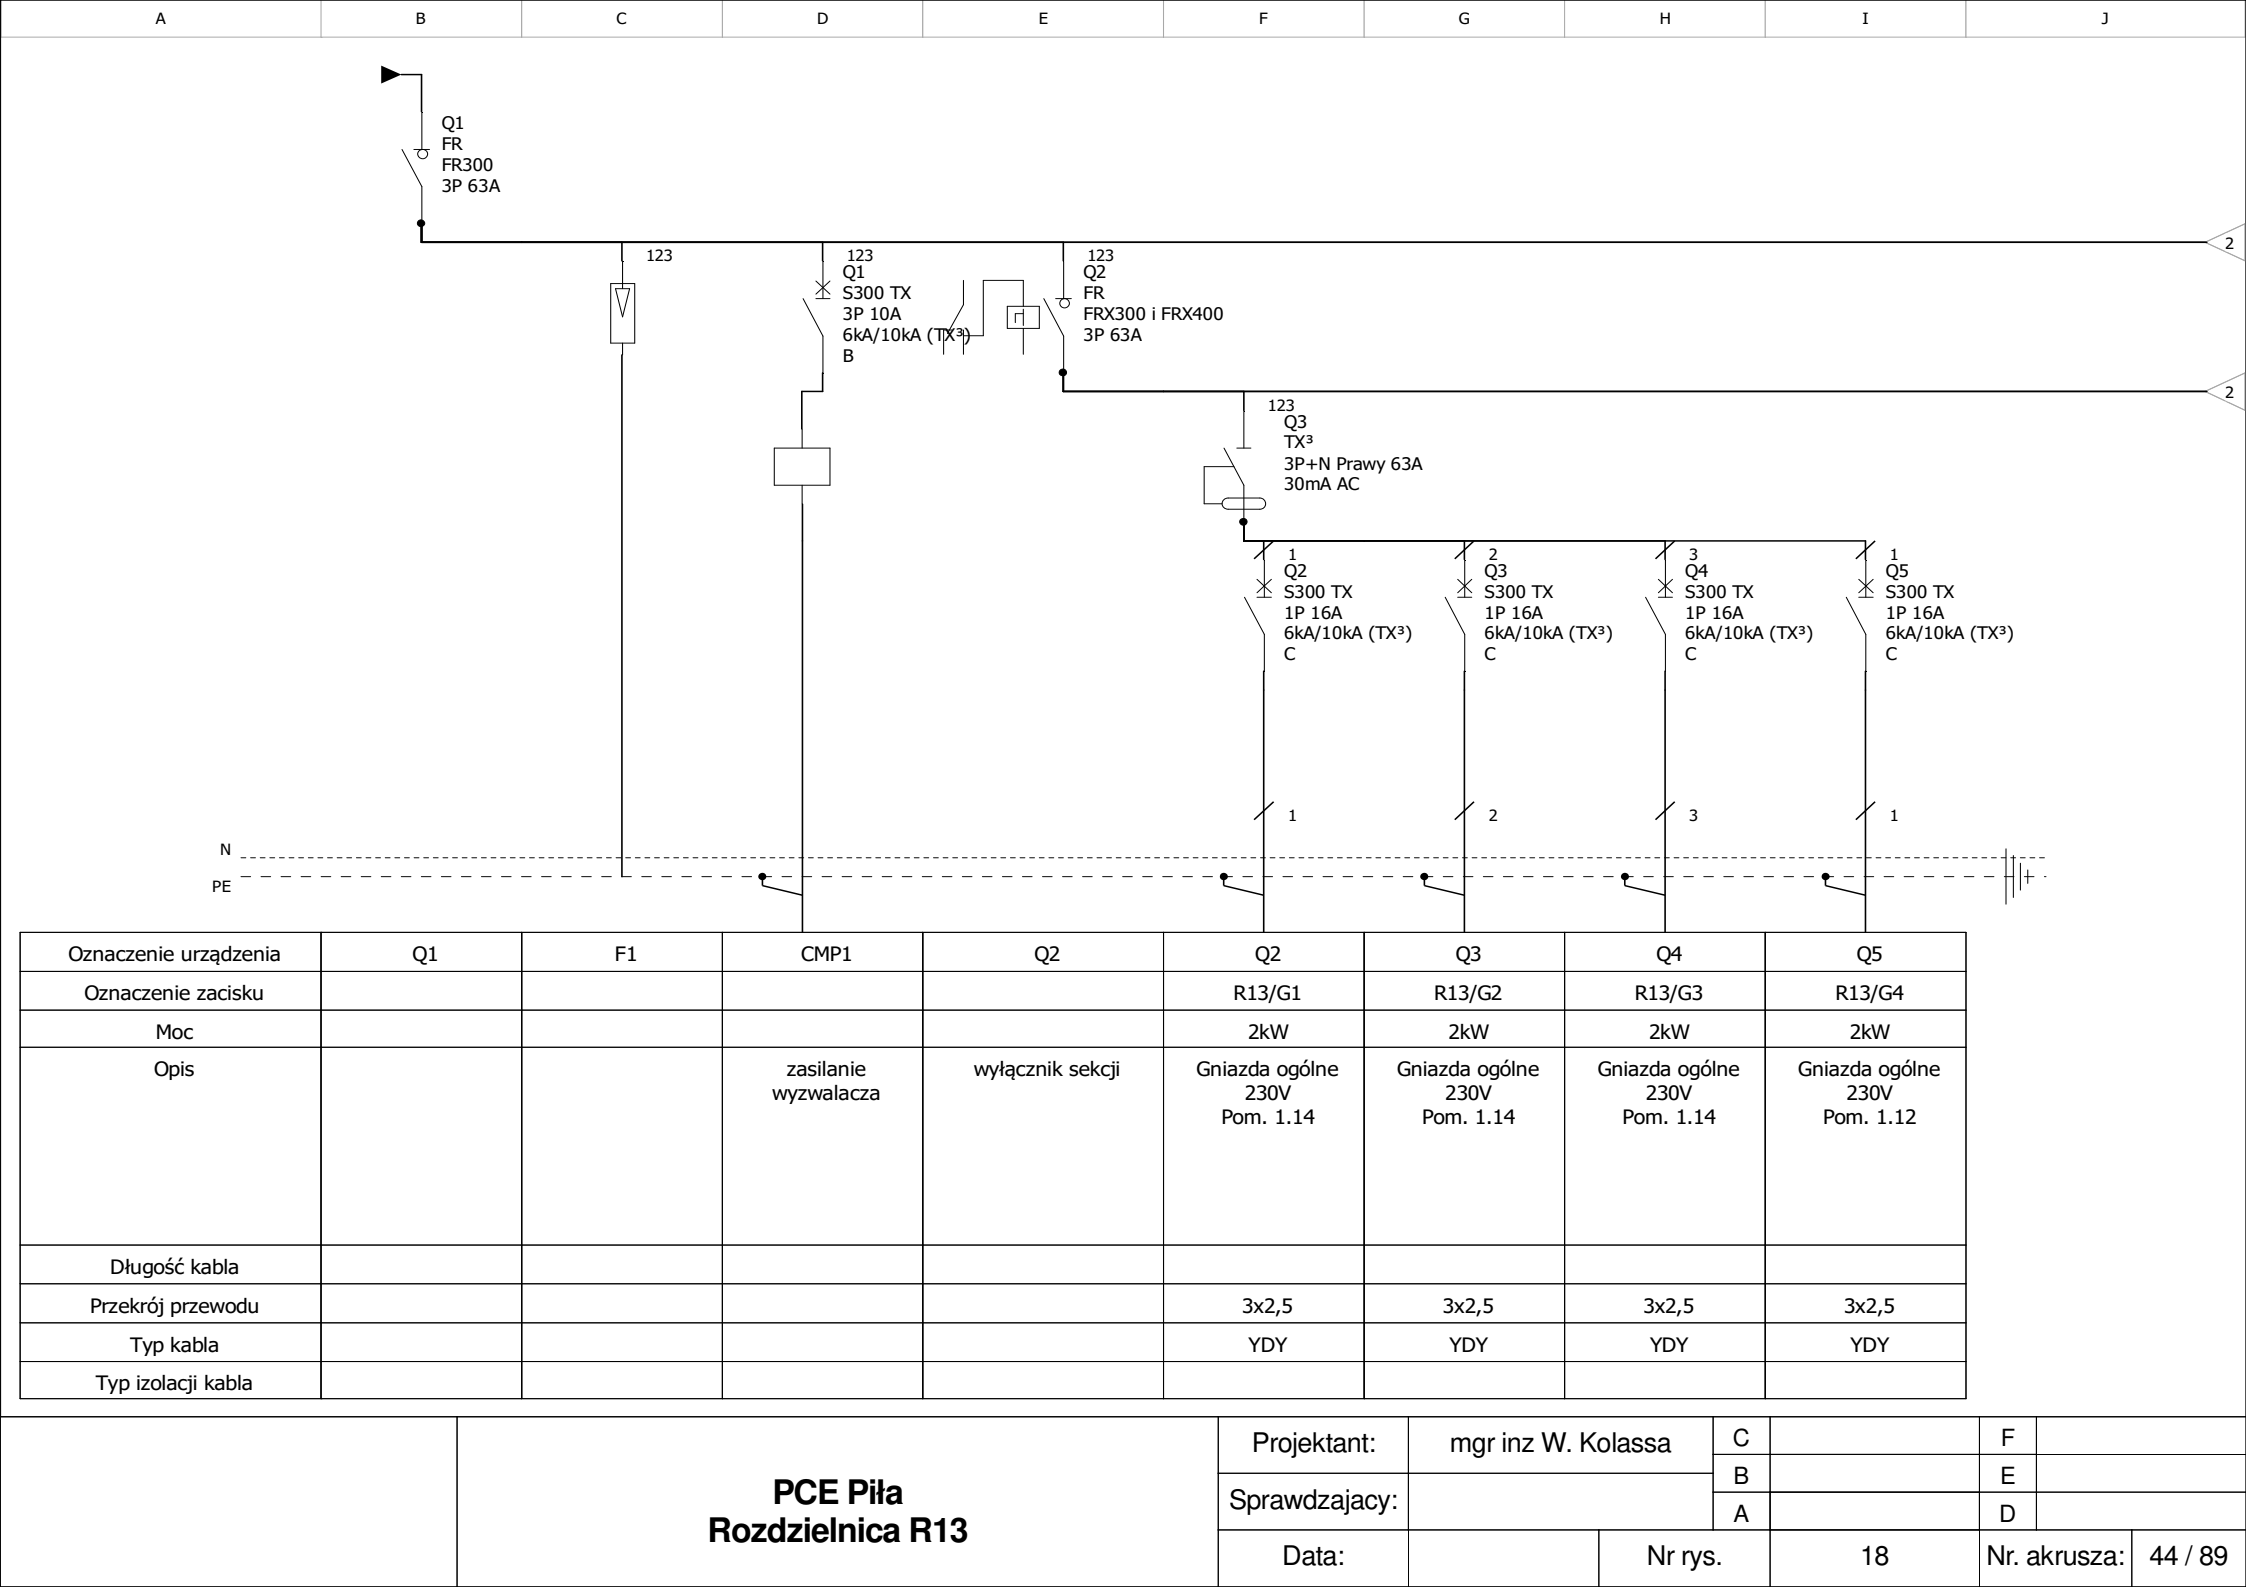 A B C D E F G H I J
Q1
FR
FR300
3P 63A
2
123
123
Q1
S300 TX
3P 10A
6kA/10kA (TX³)
B
123
Q2
FR
FRX300 i FRX400
3P 63A
2
123
Q3
TX³
3P+N Prawy 63A
30mA AC
1
Q2
S300 TX
1P 16A
6kA/10kA (TX³)
C
2
Q3
S300 TX
1P 16A
6kA/10kA (TX³)
C
3
Q4
S300 TX
1P 16A
6kA/10kA (TX³)
C
1
Q5
S300 TX
1P 16A
6kA/10kA (TX³)
C
1 2 3 1
N
PE
Oznaczenie urządzenia Q1 F1 CMP1 Q2 Q2 Q3 Q4 Q5
Oznaczenie zacisku R13/G1 R13/G2 R13/G3 R13/G4
Moc 2kW 2kW 2kW 2kW
Opis zasilanie wyłącznik sekcji Gniazda ogólne Gniazda ogólne Gniazda ogólne Gniazda ogólne
wyzwalacza 230V 230V 230V 230V
Pom. 1.14 Pom. 1.14 Pom. 1.14 Pom. 1.12
Długość kabla
Przekrój przewodu 3x2,5 3x2,5 3x2,5 3x2,5
Typ kabla YDY YDY YDY YDY
Typ izolacji kabla
PCE Piła
Rozdzielnica R13
Projektant: mgr inz W. Kolassa C F
B E
Sprawdzajacy:
A D
Data: Nr rys. 18 Nr. akrusza: 44 / 89